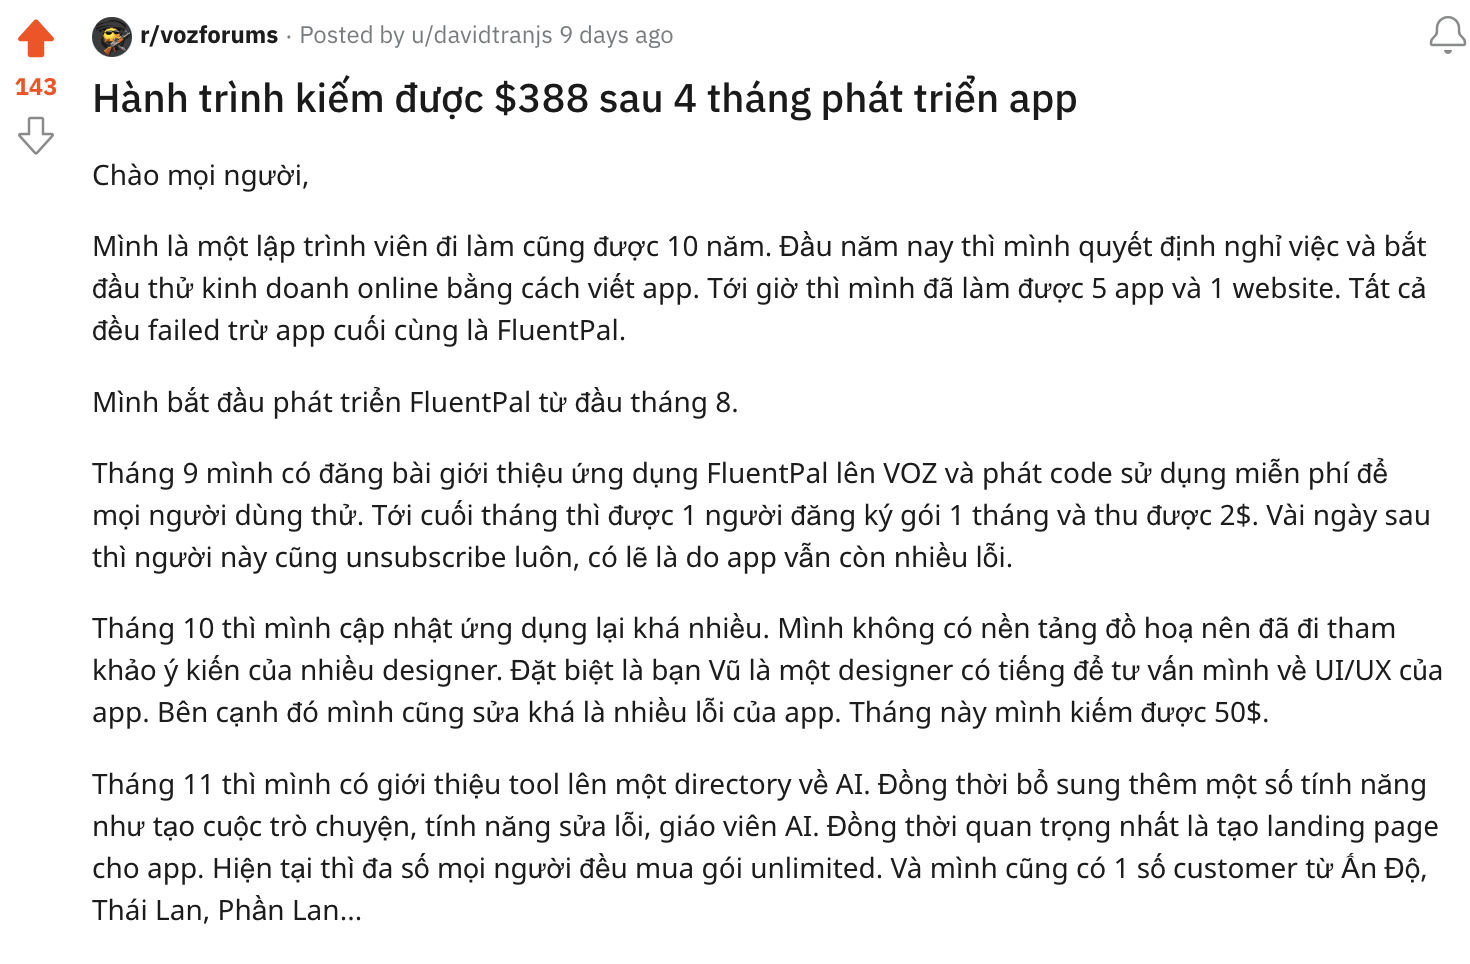 r/vozforums · Posted by u/davidtranjs 9 days ago
143
Hành trình kiếm được $388 sau 4 tháng phát triển app
Chào mọi người,
Mình là một lập trình viên đi làm cũng được 10 năm. Đầu năm nay thì mình quyết định nghỉ việc và bắt
đầu thử kinh doanh online bằng cách viết app. Tới giờ thì mình đã làm được 5 app và 1 website. Tất cả
đều failed trừ app cuối cùng là FluentPal.
Mình bắt đầu phát triển FluentPal từ đầu tháng 8.
Tháng 9 mình có đăng bài giới thiệu ứng dụng FluentPal lên VOZ và phát code sử dụng miễn phí để
mọi người dùng thử. Tới cuối tháng thì được 1 người đăng ký gói 1 tháng và thu được 2$. Vài ngày sau
thì người này cũng unsubscribe luôn, có lẽ là do app vẫn còn nhiều lỗi.
Tháng 10 thì mình cập nhật ứng dụng lại khá nhiều. Mình không có nền tảng đồ hoạ nên đã đi tham
khảo ý kiến của nhiều designer. Đặt biệt là bạn Vũ là một designer có tiếng để tư vấn mình về UI/UX của
app. Bên cạnh đó mình cũng sửa khá là nhiều lỗi của app. Tháng này mình kiếm được 50$.
Tháng 11 thì mình có giới thiệu tool lên một directory về AI. Đồng thời bổ sung thêm một số tính năng
như tạo cuộc trò chuyện, tính năng sửa lỗi, giáo viên AI. Đồng thời quan trọng nhất là tạo landing page
cho app. Hiện tại thì đa số mọi người đều mua gói unlimited. Và mình cũng có 1 số customer từ Ấn Độ,
Thái Lan, Phần Lan...